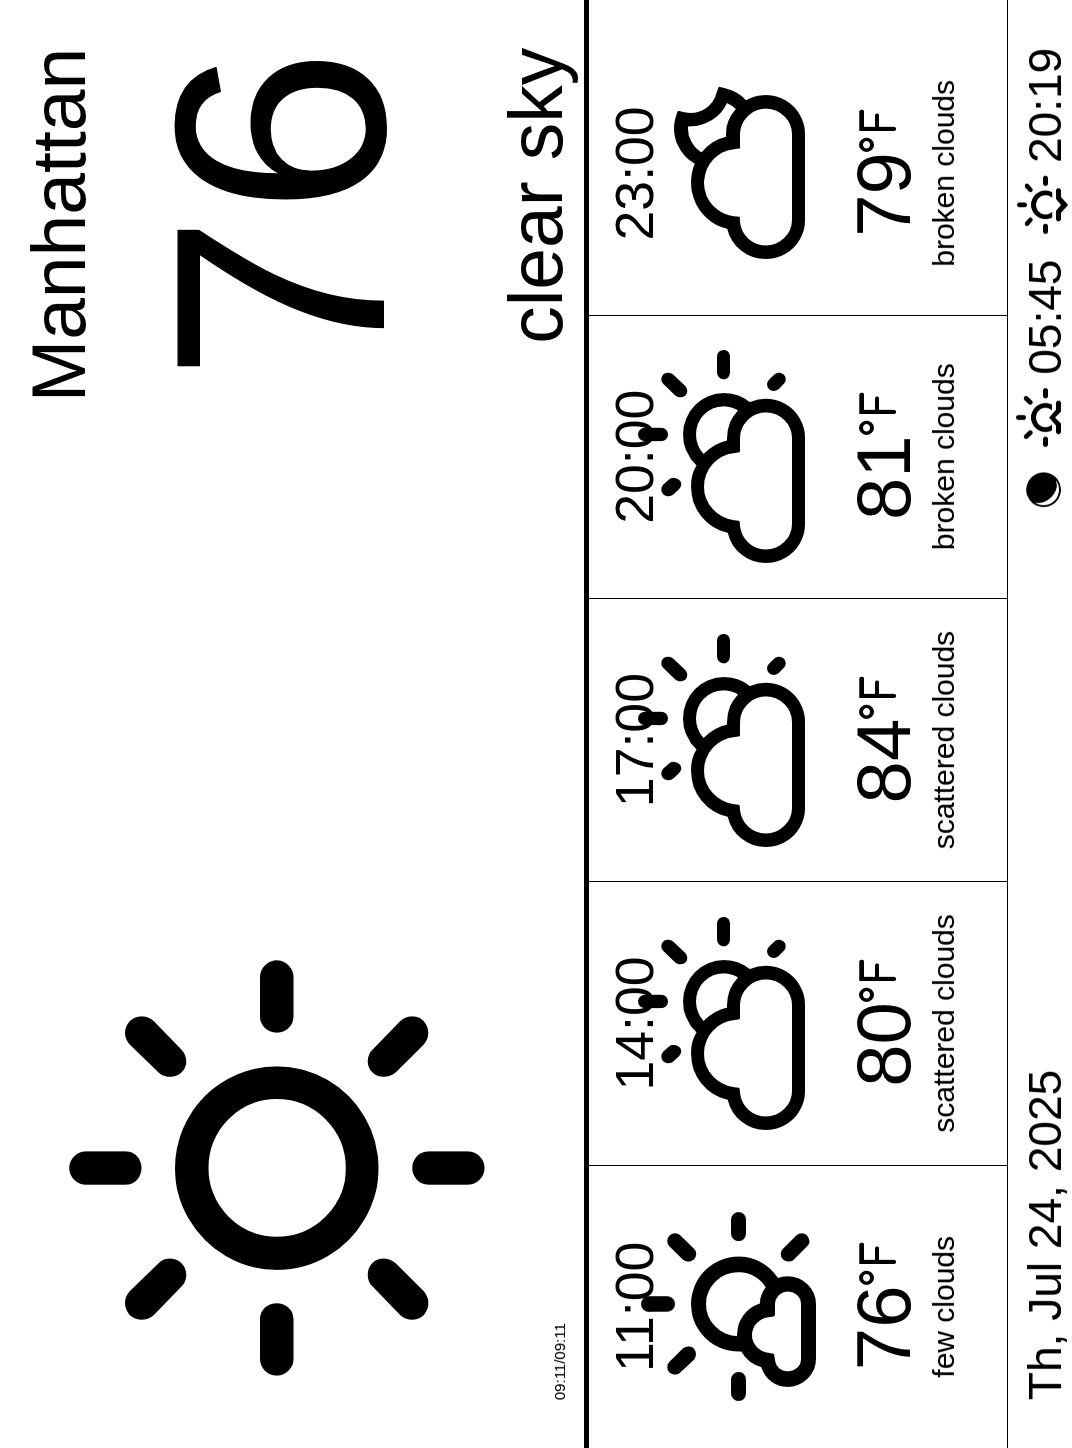 Manhattan
76
clear sky
09:11/09:11
11:00
76°F
few clouds
14:00
80°F
scattered clouds
17:00
84°F
scattered clouds
20:00
81°F
broken clouds
23:00
79°F
broken clouds
Th, Jul 24, 2025 05:45 20:19